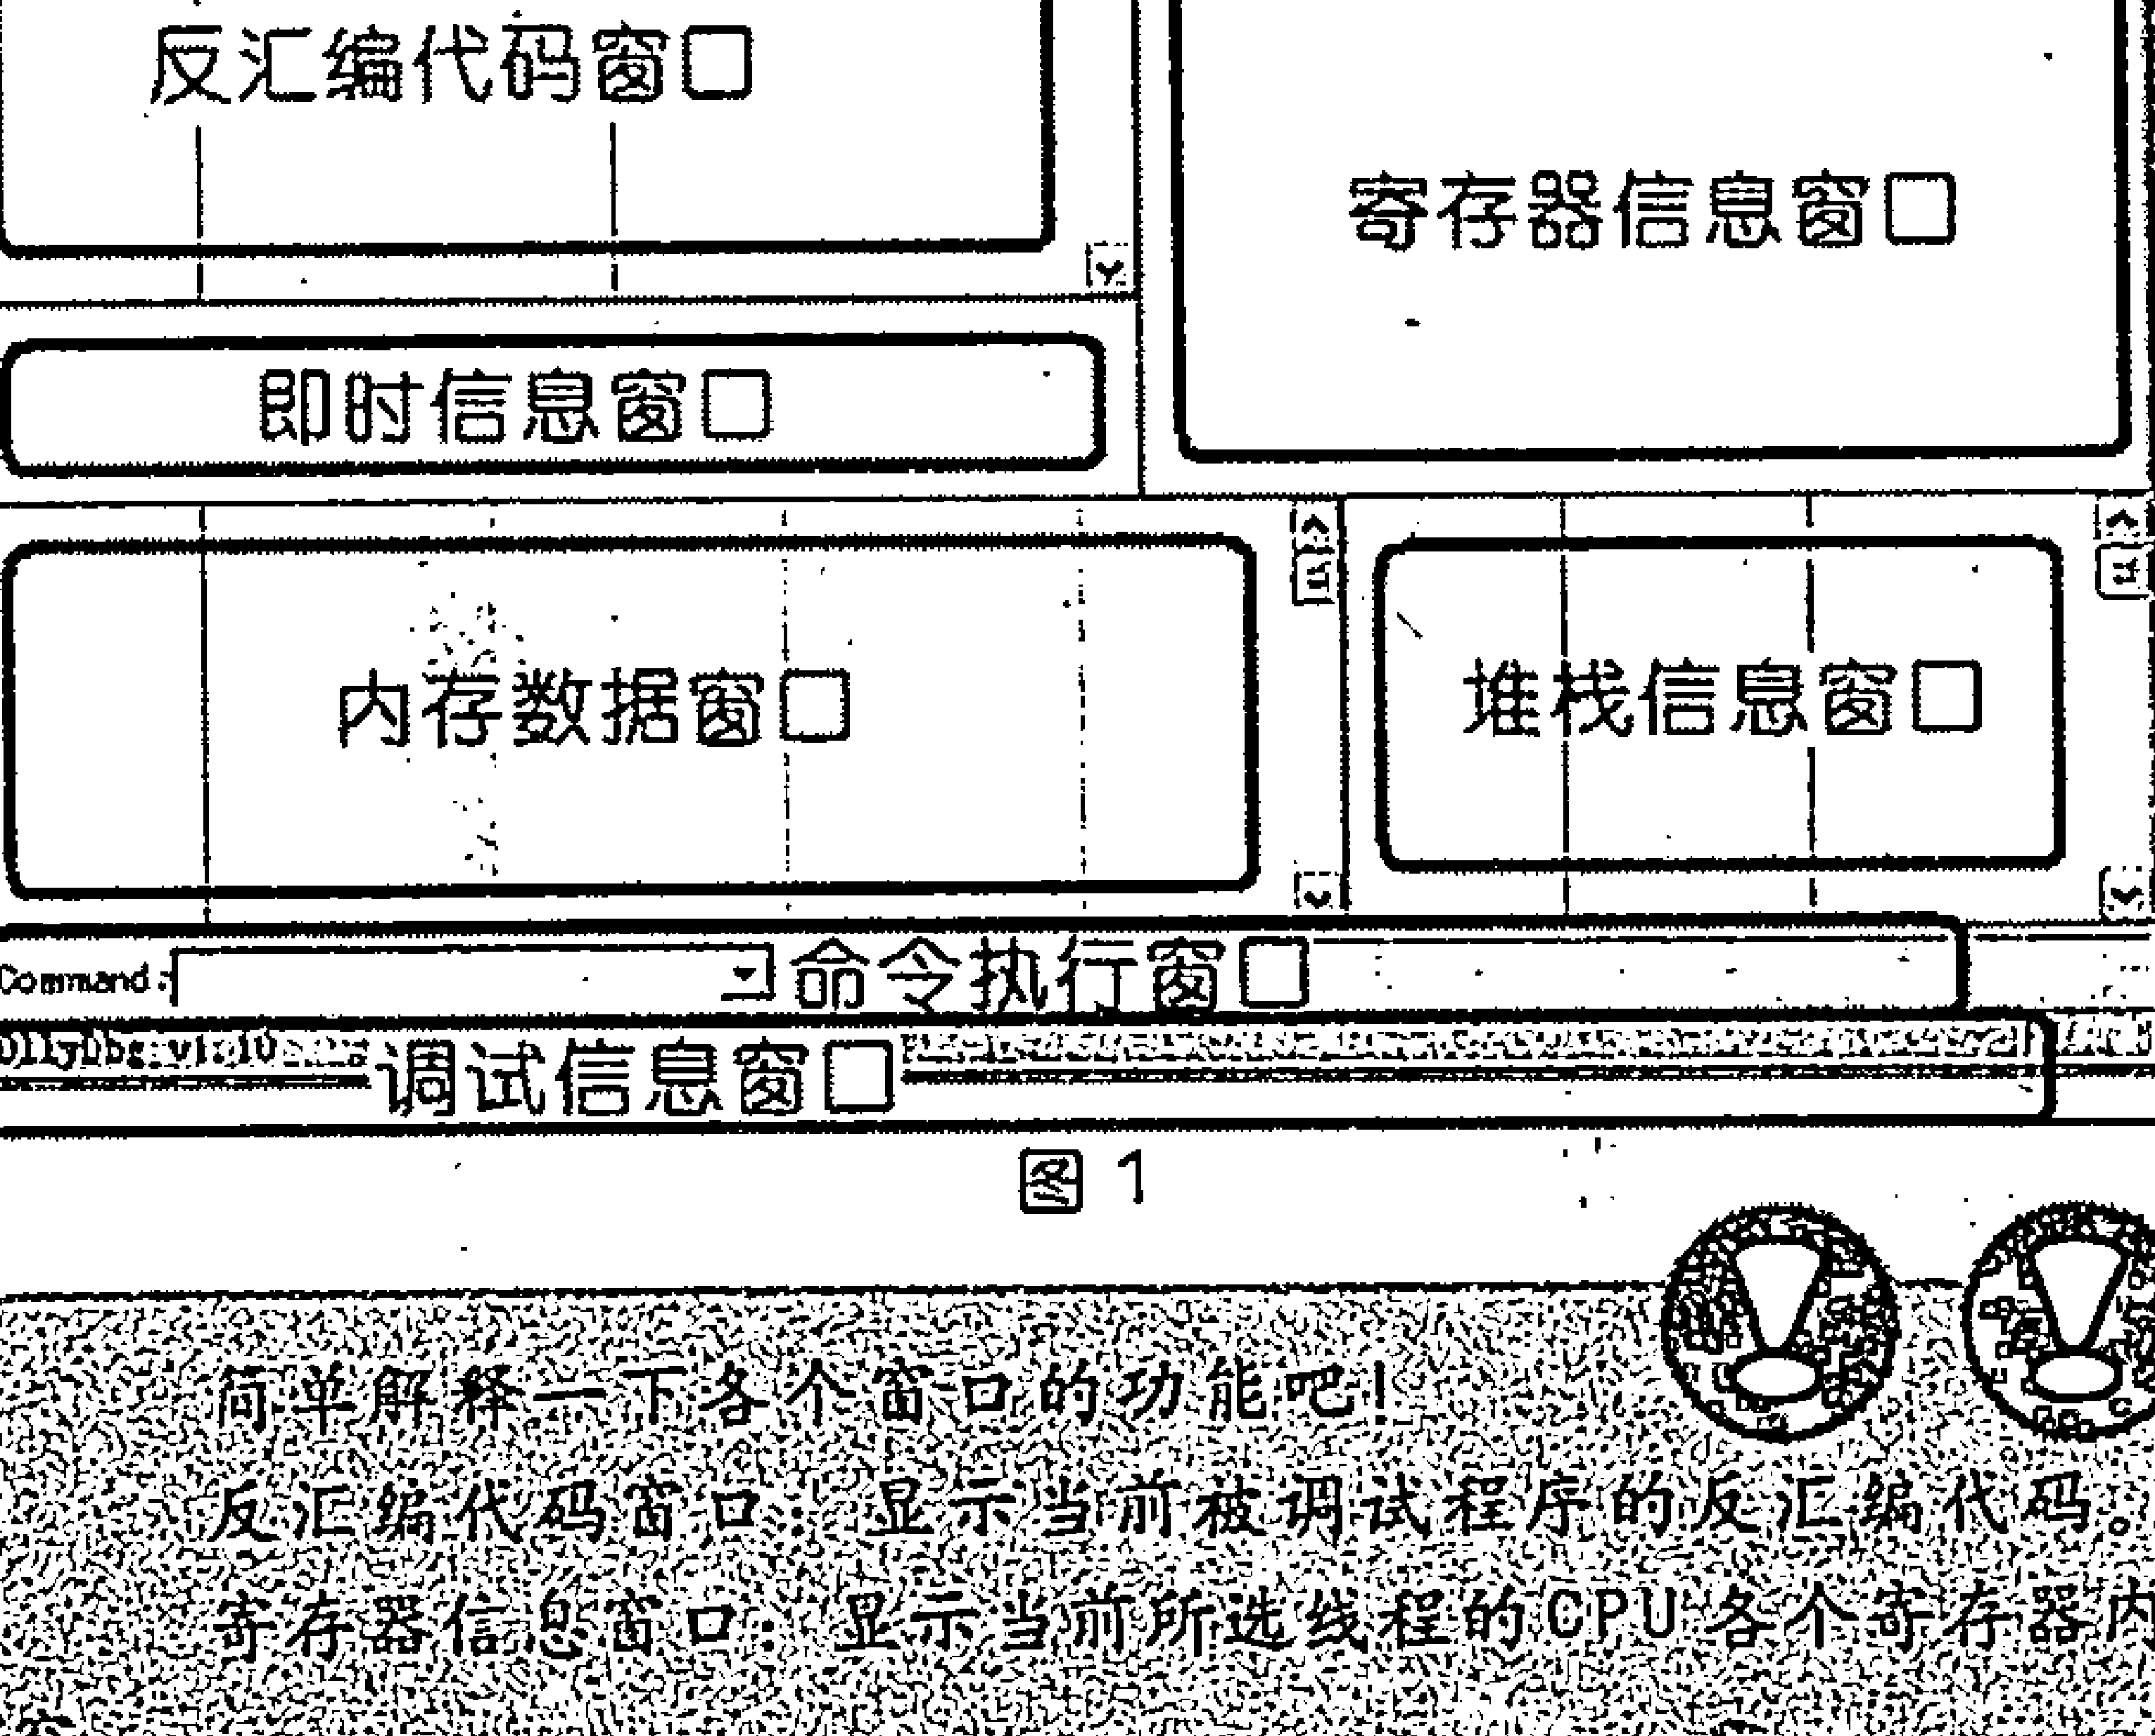 反汇编代码窗口
寄存器信息窗口
即时信息窗口
内存数据窗口
堆栈信息窗口
Command:
命令执行窗口
OllyDbg v1.10
调试信息窗口
图 1
简单解释一下各个窗口的功能吧!
反汇编代码窗口: 显示当前被调试程序的反汇编代码。
寄存器信息窗口: 显示当前所选线程的CPU各个寄存器内